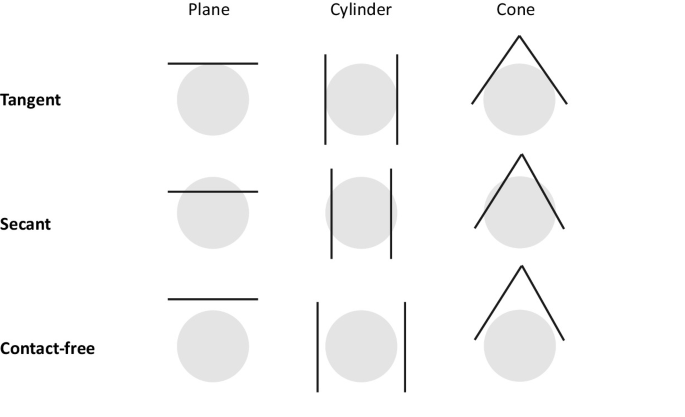 Plane Cylinder Cone
Tangent
Secant
Contact-free